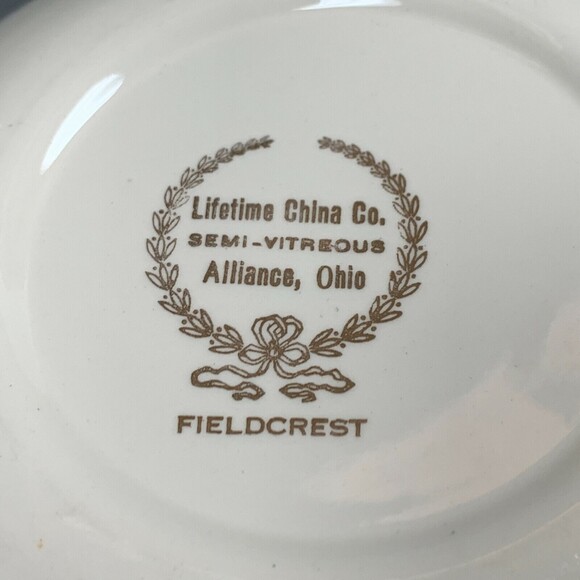 Lifetime China Co.
SEMI-VITREOUS
Alliance, Ohio
FIELDCREST